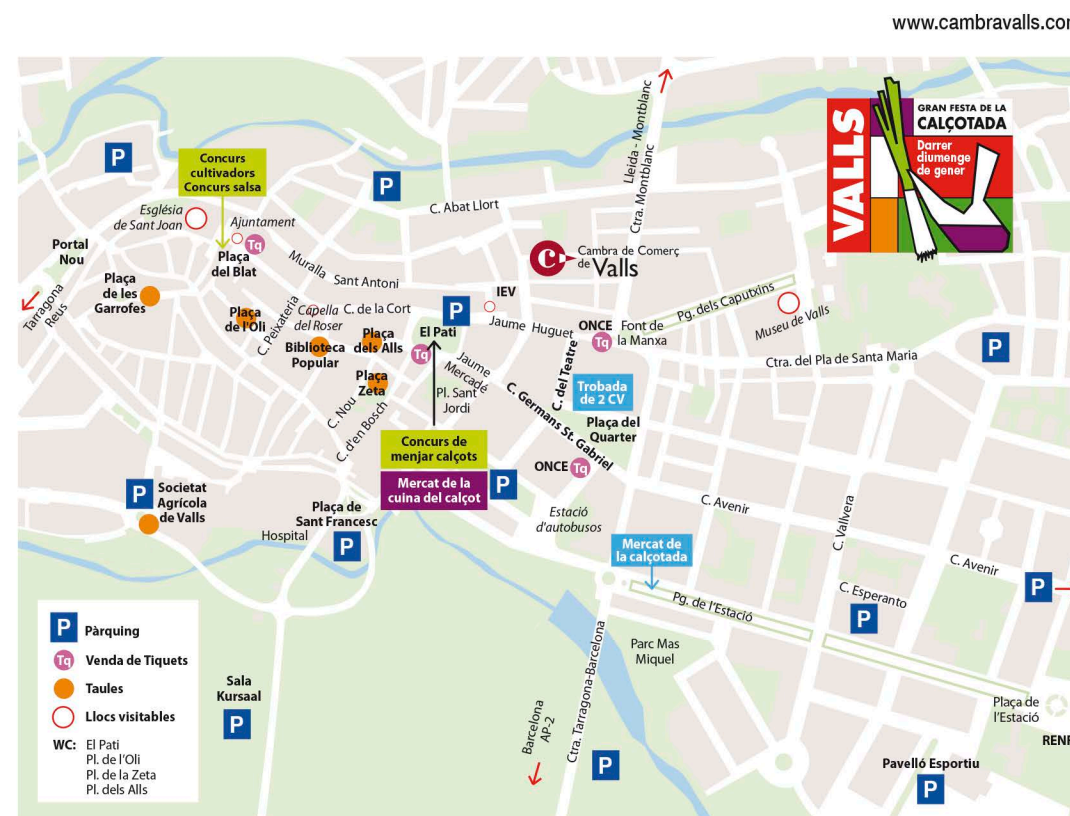 www.cambravalls.co
VALLS
GRAN FESTA DE LA
CALÇOTADA
Darrer
diumenge
de gener
P
Concurs
cultivadors
Concurs salsa
P
Lleida - Montblanc
Ctra. Montblanc
C. Abat Llort
Església
de Sant Joan
Ajuntament
Tq
Portal
Nou
Plaça
del Blat
Muralla Sant Antoni
C
Cambra de Comerç
de Valls
Plaça
de les
Garrofes
Tarragona
Reus
Plaça
de l'Oli
C. Peixateria
Capella
del Roser
C. de la Cort
P
IEV
Pg. dels Caputxins
Museu de Valls
Biblioteca
Popular
Plaça
dels Alls
El Pati
Tq
Jaume Huguet
ONCE
Tq
Font de
la Manxa
Ctra. del Pla de Santa Maria
P
Plaça
Zeta
Jaume
Mercadé
Pl. Sant
Jordi
C. del Teatre
Trobada
de 2 CV
C. Nou
C. d'en Bosch
C. Germans St. Gabriel
Plaça del
Quarter
Concurs de
menjar calçots
Mercat de la
cuina del calçot
P
ONCE
Tq
P
Societat
Agrícola
de Valls
Plaça de
Sant Francesc
Hospital
P
Estació
d'autobusos
C. Avenir
C. Vallvera
Mercat de
la calçotada
C. Avenir
P
Pg. de l'Estació
C. Esperanto
P
Parc Mas
Miquel
Ctra. Tarragona-Barcelona
Barcelona
AP-2
Sala
Kursaal
P
Plaça de
l'Estació
P
Pavelló Esportiu
P
P Pàrquing
Tq Venda de Tiquets
Taules
Llocs visitables
WC: El Pati
Pl. de l'Oli
Pl. de la Zeta
Pl. dels Alls